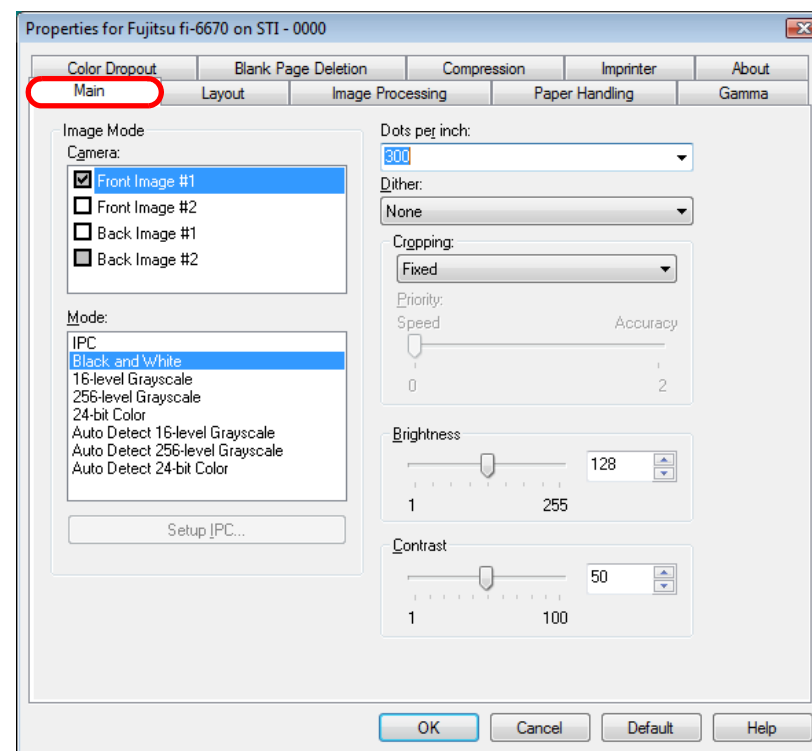 Properties for Fujitsu fi-6670 on STI - 0000
Color Dropout
Blank Page Deletion
Compression
Imprinter
About
Main
Layout
Image Processing
Paper Handling
Gamma
Image Mode
Camera:
Front Image #1
Front Image #2
Back Image #1
Back Image #2
Mode:
IPC
Black and White
16-level Grayscale
256-level Grayscale
24-bit Color
Auto Detect 16-level Grayscale
Auto Detect 256-level Grayscale
Auto Detect 24-bit Color
Setup IPC...
Dots per inch:
300
Dither:
None
Cropping:
Fixed
Priority:
Speed Accuracy
0 2
Brightness
128
1 255
Contrast
50
1 100
OK
Cancel
Default
Help